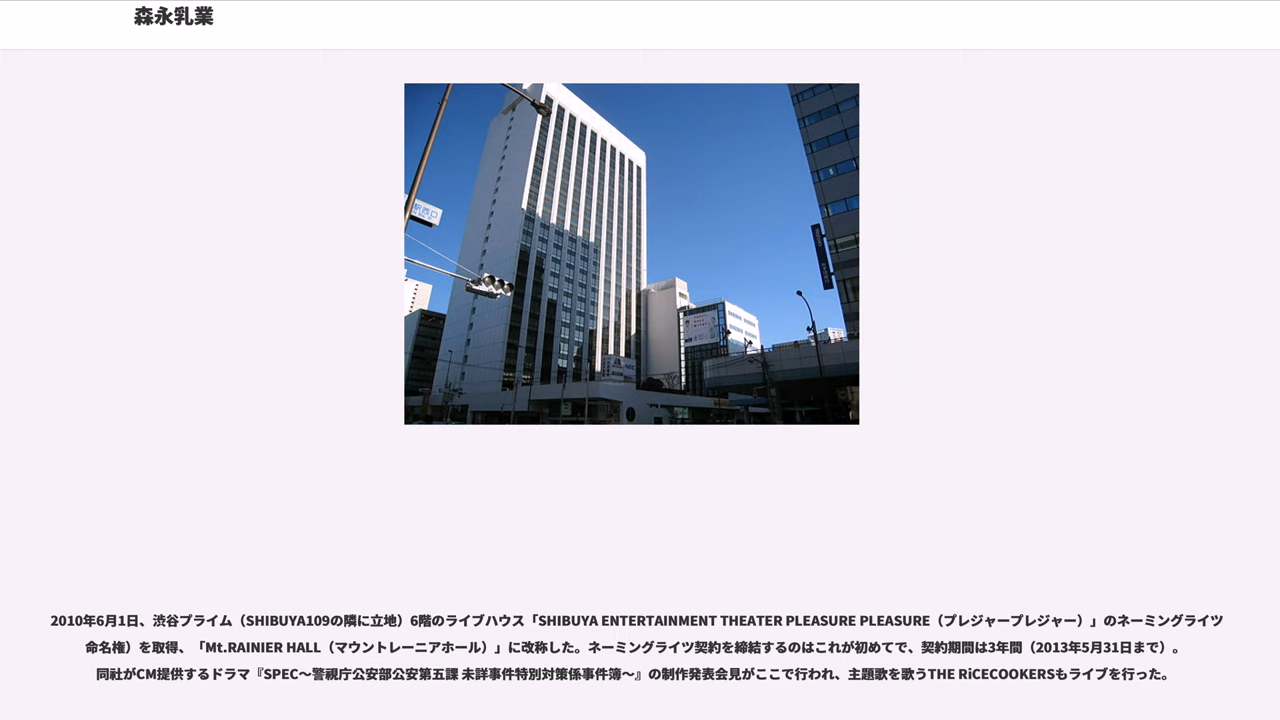 森永乳業
駅西口
2010年6月1日、渋谷プライム（SHIBUYA109の隣に立地）6階のライブハウス「SHIBUYA ENTERTAINMENT THEATER PLEASURE PLEASURE（プレジャープレジャー）」のネーミングライツ
命名権）を取得、「Mt.RAINIER HALL（マウントレーニアホール）」に改称した。ネーミングライツ契約を締結するのはこれが初めてで、契約期間は3年間（2013年5月31日まで）。
同社がCM提供するドラマ『SPEC〜警視庁公安部公安第五課 未詳事件特別対策係事件簿〜』の制作発表会見がここで行われ、主題歌を歌うTHE RiCECOOKERSもライブを行った。